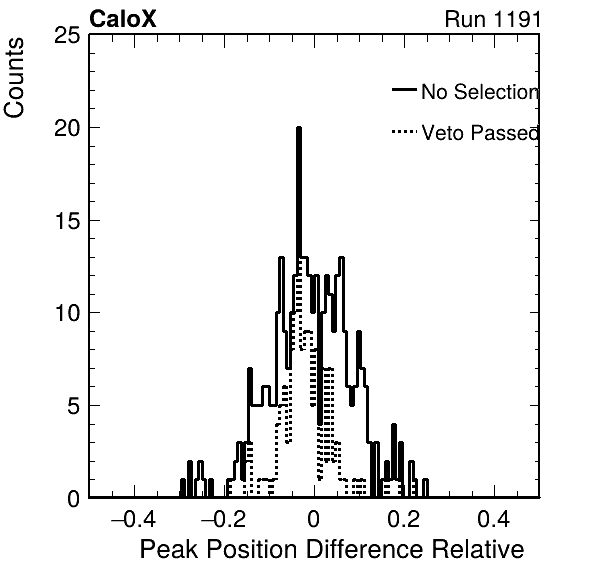 CaloX Run 1191
Counts
25
20
15
10
5
0
No Selection
Veto Passed
−0.4 −0.2 0 0.2 0.4
Peak Position Difference Relative